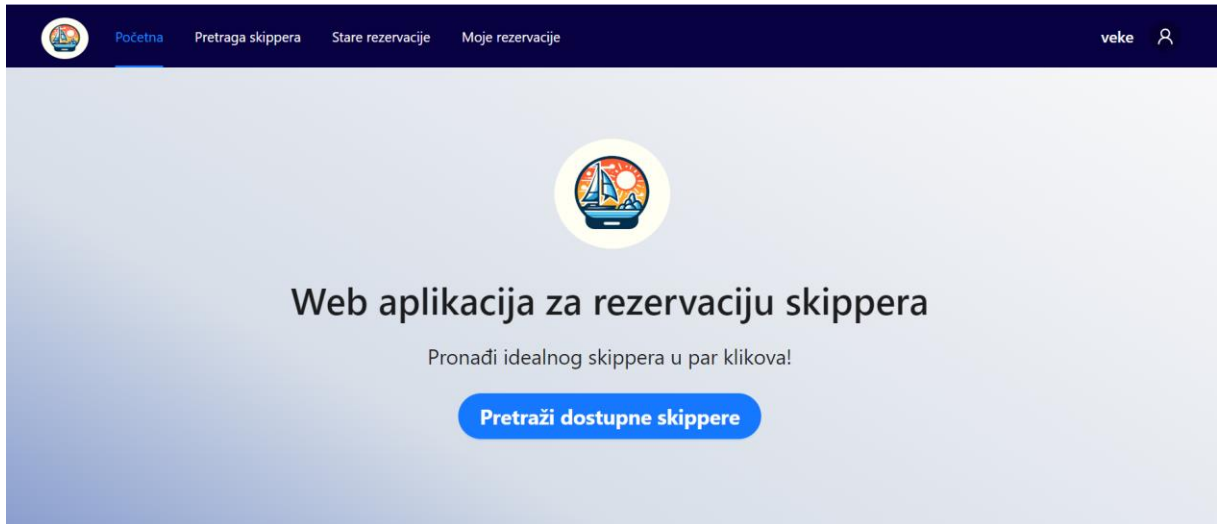 Početna Pretraga skippera Stare rezervacije Moje rezervacije veke
Web aplikacija za rezervaciju skippera
Pronađi idealnog skippera u par klikova!
Pretraži dostupne skippere